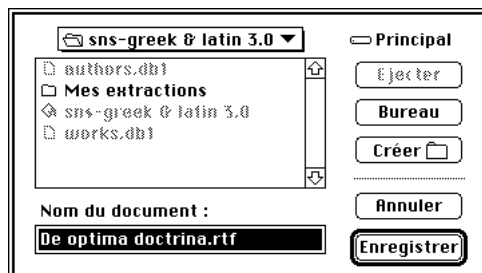 sns-greek & latin 3.0
Principal
authors.db1
Mes extractions
sns-greek & latin 3.0
works.db1
Ejecter
Bureau
Créer
Nom du document :
De optima doctrina.rtf
Annuler
Enregistrer